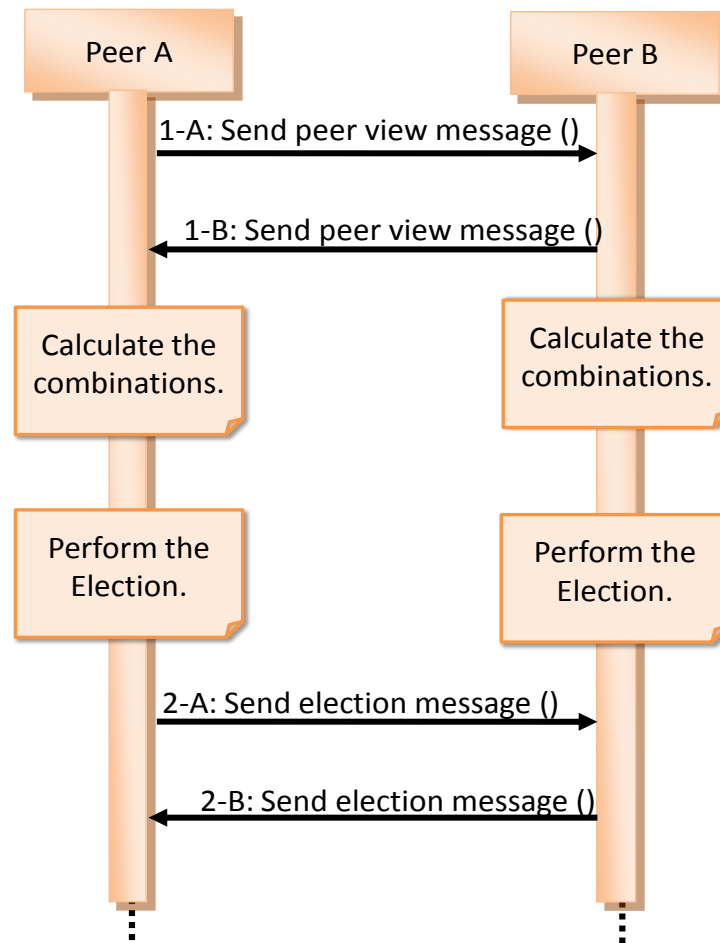 Peer A
Peer B
1-A: Send peer view message ()
1-B: Send peer view message ()
Calculate the
combinations.
Calculate the
combinations.
Perform the
Election.
Perform the
Election.
2-A: Send election message ()
2-B: Send election message ()